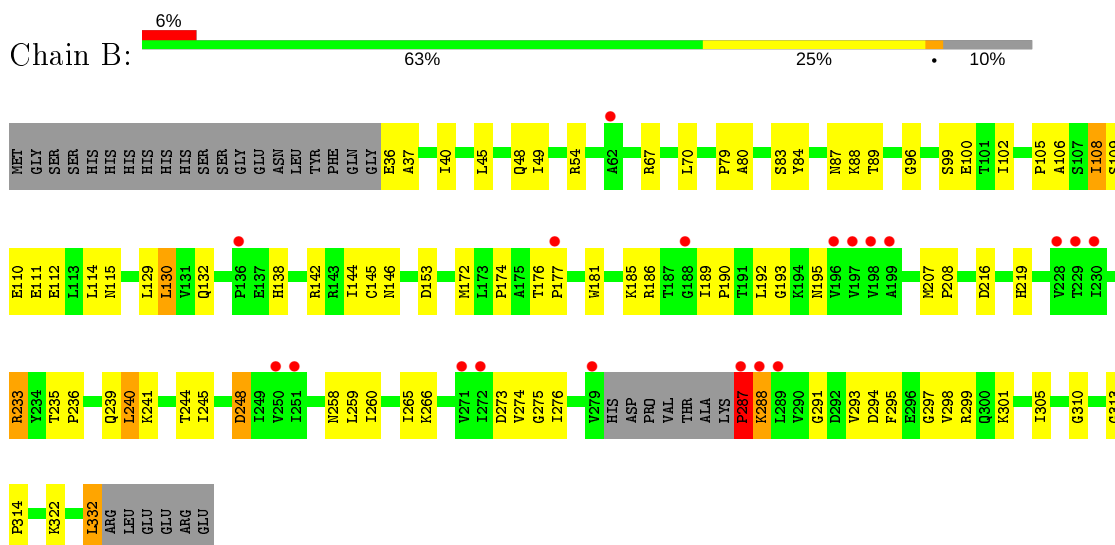 6%
Chain B:
63% 25% • 10%
MET GLY SER SER HIS HIS HIS HIS HIS HIS SER SER GLY GLU ASN LEU TYR PHE GLN GLY E36 A37 I40 L45 Q48 I49 R54 A62 R67 L70 P79 A80 S83 Y84 N87 K88 T89 G96 S99 E100 T101 I102 P105 A106 S107 I108 S109
E110 E111 E112 L113 L114 N115 L129 L130 V131 Q132 P136 E137 H138 R142 R143 I144 C145 N146 D153 M172 L173 P174 A175 T176 P177 W181 K185 R186 T187 G188 I189 P190 T191 L192 G193 K194 N195 V196 V197 V198 A199 M207 P208 D216 H219 V228 T229 I230
R233 Y234 T235 P236 Q239 L240 K241 T244 I245 D248 I249 V250 I251 N258 L259 I260 I265 K266 V271 I272 D273 V274 G275 I276 V279 HIS ASP PRO VAL THR ALA LYS P287 K288 L289 V290 G291 D292 V293 D294 F295 E296 G297 V298 R299 Q300 K301 I305 G310 G313
P314 K322 L332 ARG LEU GLU GLU ARG GLU